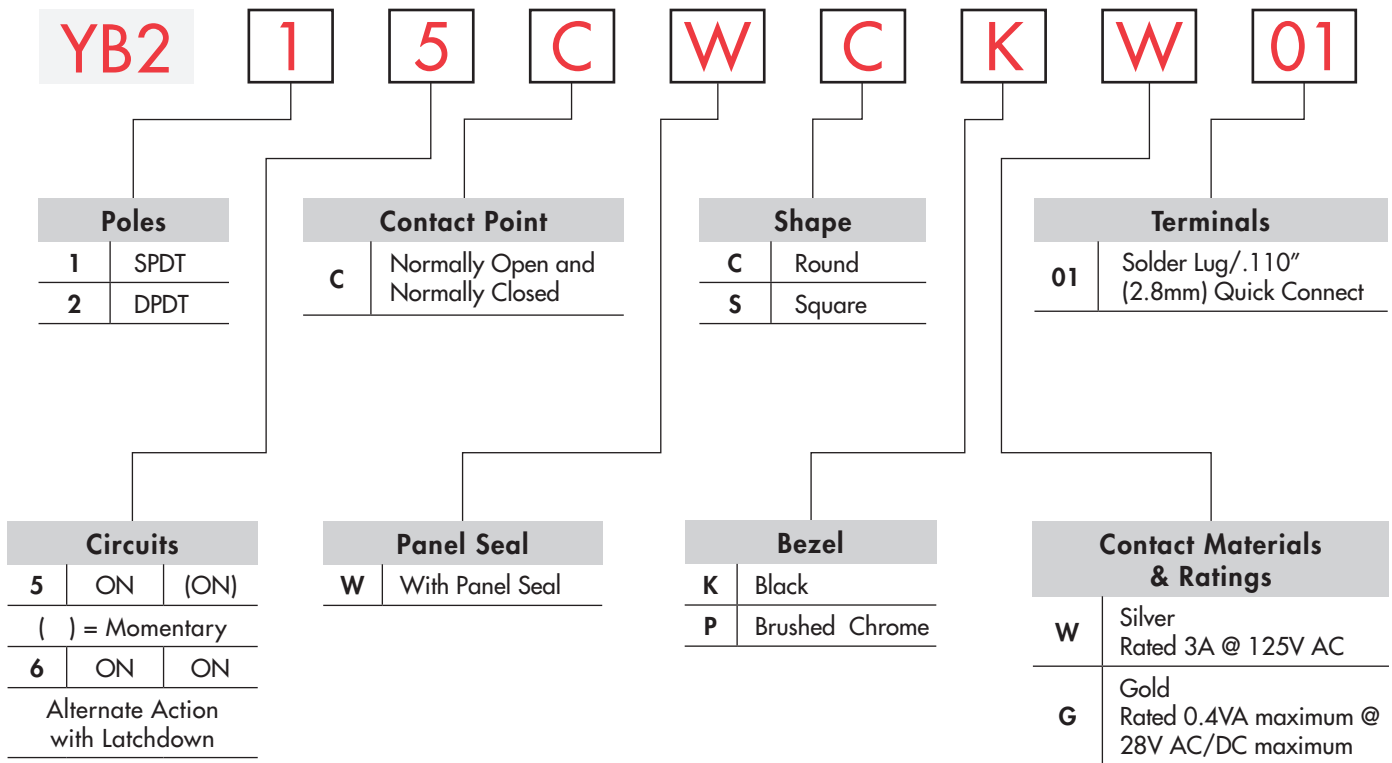 YB2 1 5 C W C K W 01
Poles
1 SPDT
2 DPDT
Contact Point
C Normally Open and
Normally Closed
Shape
C Round
S Square
Terminals
01 Solder Lug/.110”
(2.8mm) Quick Connect
Circuits
5 ON (ON)
( ) = Momentary
6 ON ON
Alternate Action
with Latchdown
Panel Seal
W With Panel Seal
Bezel
K Black
P Brushed Chrome
Contact Materials
& Ratings
W Silver
Rated 3A @ 125V AC
G Gold
Rated 0.4VA maximum @
28V AC/DC maximum